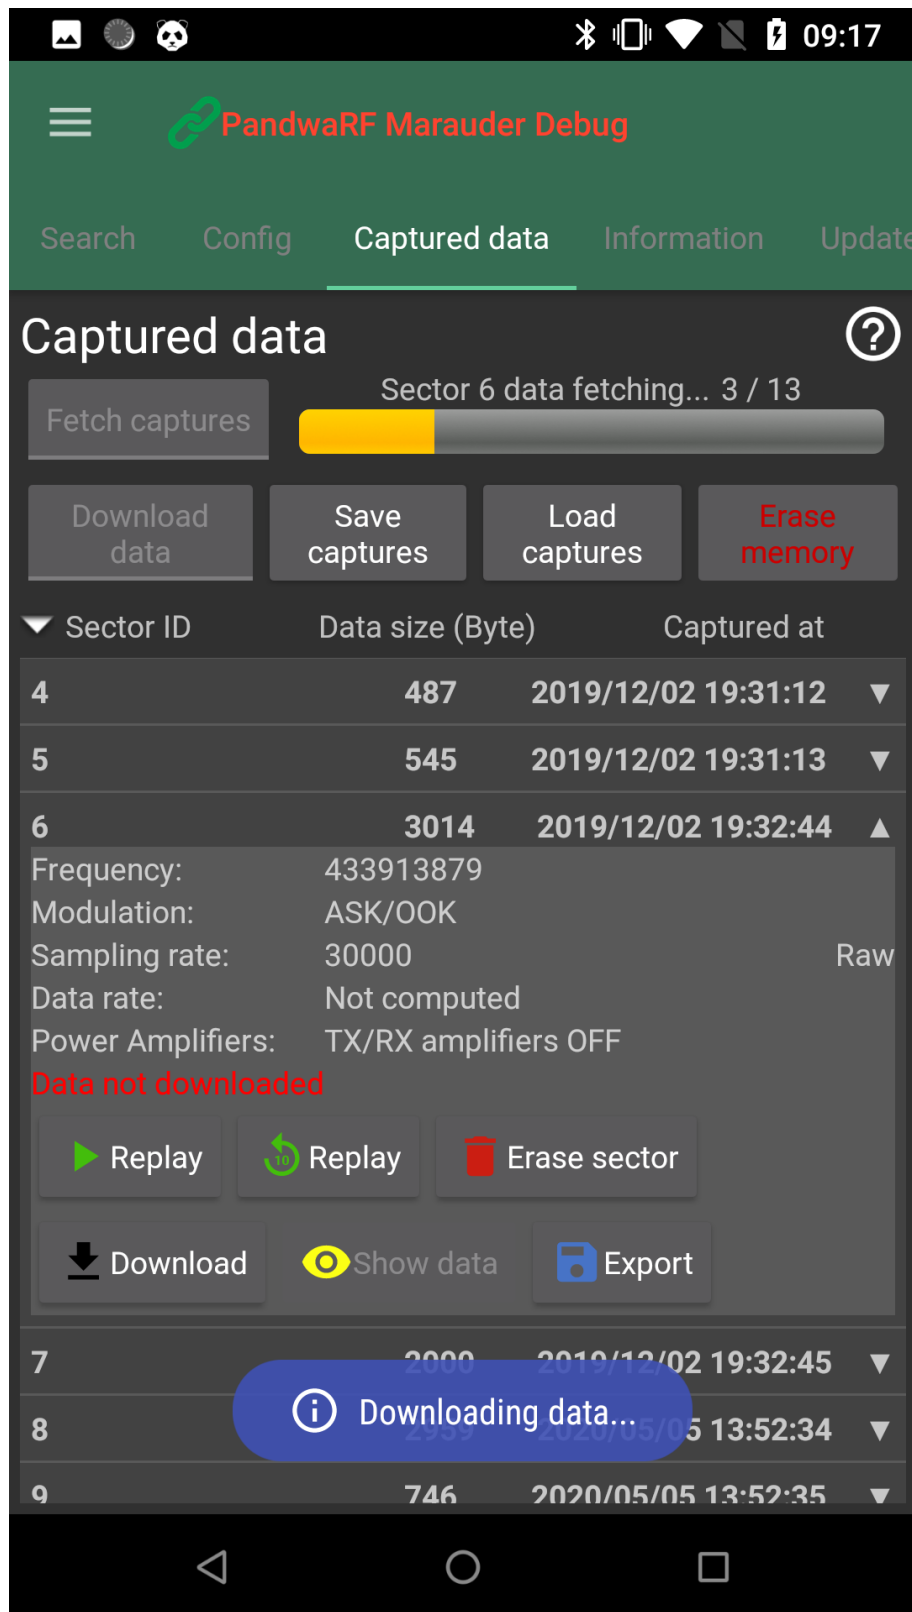 09:17
PandwaRF Marauder Debug
Search Config Captured data Information Update
Captured data
Sector 6 data fetching... 3 / 13
Fetch captures
Download data
Save captures
Load captures
Erase memory
Sector ID Data size (Byte) Captured at
4 487 2019/12/02 19:31:12
5 545 2019/12/02 19:31:13
6 3014 2019/12/02 19:32:44
Frequency: 433913879
Modulation: ASK/OOK
Sampling rate: 30000 Raw
Data rate: Not computed
Power Amplifiers: TX/RX amplifiers OFF
Data not downloaded
Replay 10 Replay Erase sector
Download Show data Export
7 2000 2019/12/02 19:32:45
Downloading data...
8 2959 2020/05/05 13:52:34
9 746 2020/05/05 13:52:35